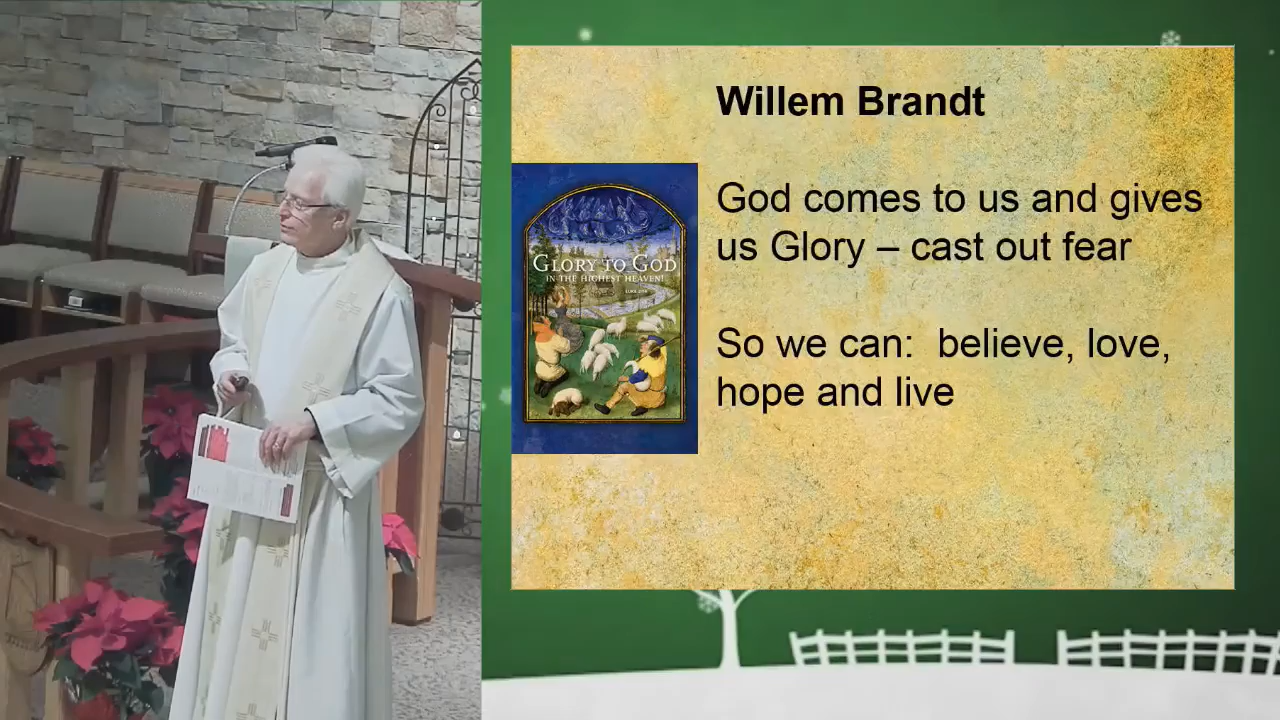 Willem Brandt
God comes to us and gives
us Glory – cast out fear
So we can:  believe, love,
hope and live
GLORY TO GOD
IN THE HIGHEST HEAVEN!